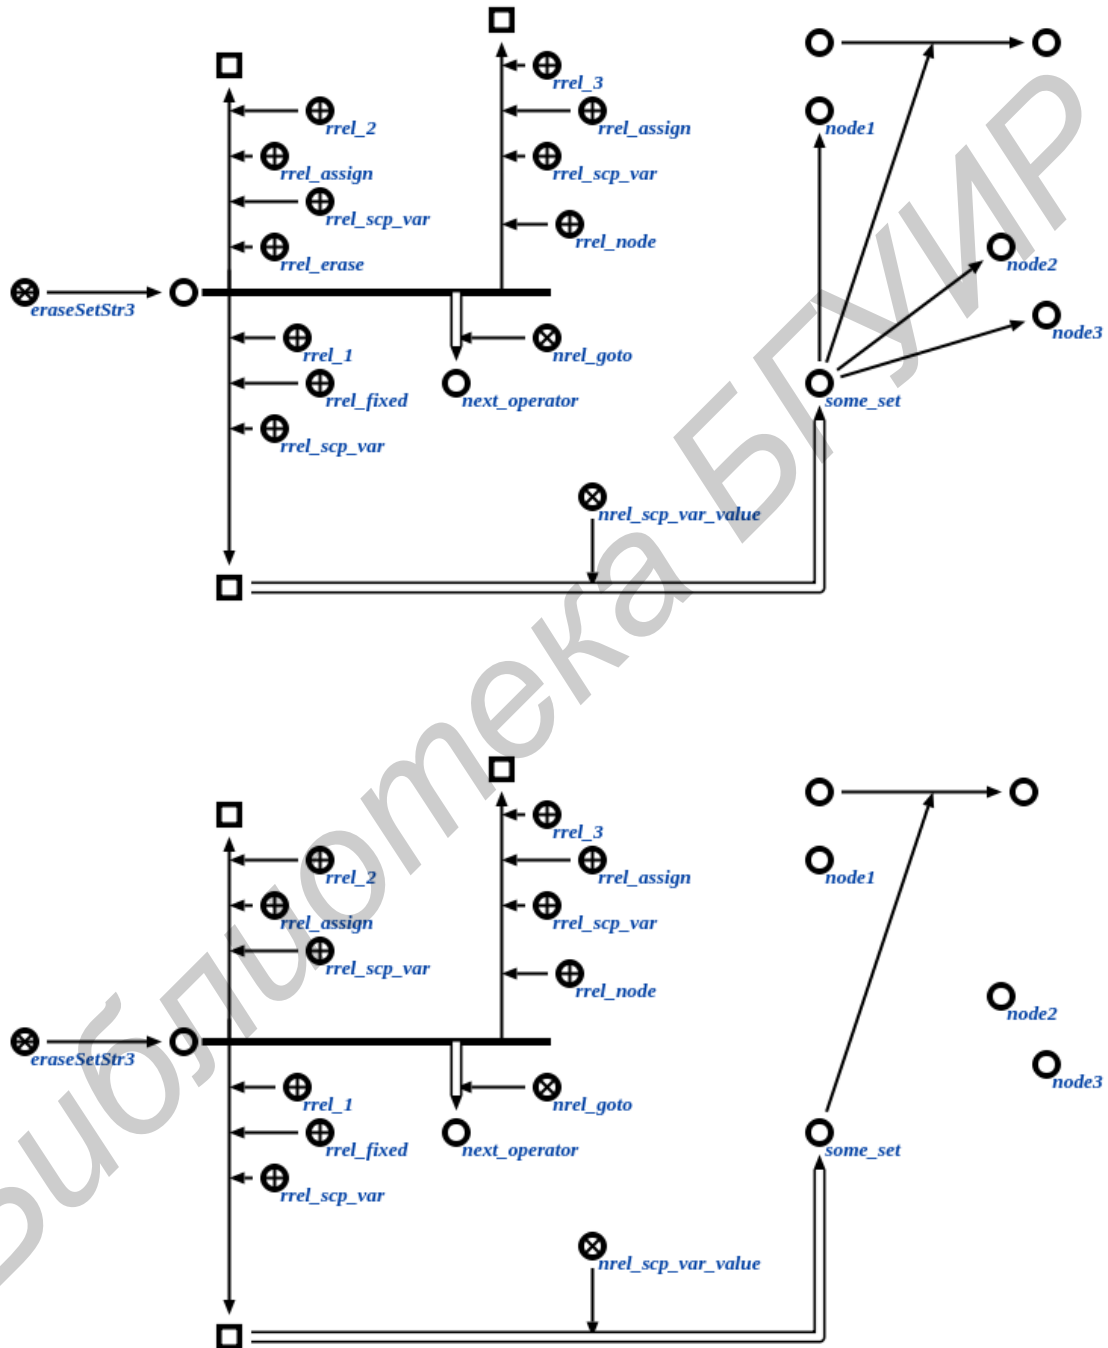 rrel_3
rrel_2
rrel_assign
node1
rrel_assign
rrel_scp_var
rrel_scp_var
rrel_node
rrel_erase
node2
eraseSetStr3
node3
rrel_1
nrel_goto
rrel_fixed
next_operator
some_set
rrel_scp_var
nrel_scp_var_value
rrel_3
rrel_2
rrel_assign
node1
rrel_assign
rrel_scp_var
rrel_scp_var
rrel_node
node2
eraseSetStr3
node3
rrel_1
nrel_goto
rrel_fixed
next_operator
some_set
rrel_scp_var
nrel_scp_var_value
Библиотека БГУИР